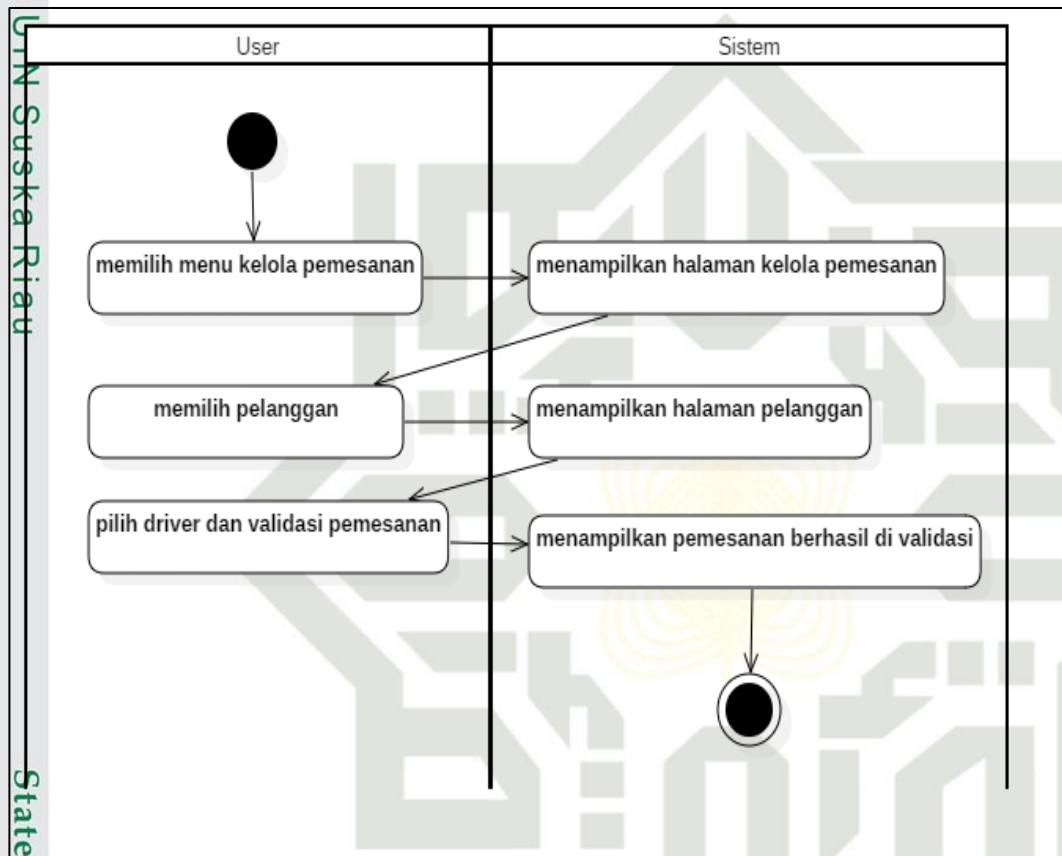 UIN Suska Riau
State
User
Sistem
memilih menu kelola pemesanan
menampilkan halaman kelola pemesanan
memilih pelanggan
menampilkan halaman pelanggan
pilih driver dan validasi pemesanan
menampilkan pemesanan berhasil di validasi